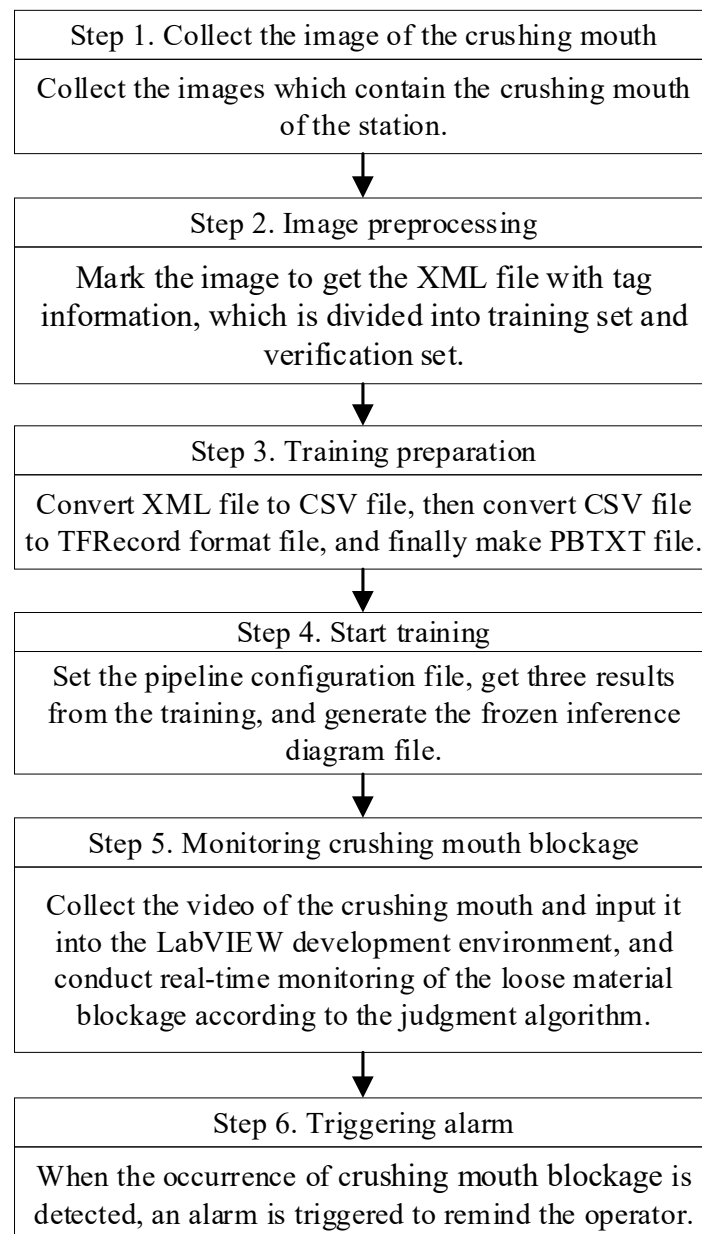 Step 1. Collect the image of the crushing mouth
Collect the images which contain the crushing mouth
of the station.
Step 2. Image preprocessing
Mark the image to get the XML file with tag
information, which is divided into training set and
verification set.
Step 3. Training preparation
Convert XML file to CSV file, then convert CSV file
to TFRecord format file, and finally make PBTXT file.
Step 4. Start training
Set the pipeline configuration file, get three results
from the training, and generate the frozen inference
diagram file.
Step 5. Monitoring crushing mouth blockage
Collect the video of the crushing mouth and input it
into the LabVIEW development environment, and
conduct real-time monitoring of the loose material
blockage according to the judgment algorithm.
Step 6. Triggering alarm
When the occurrence of crushing mouth blockage is
detected, an alarm is triggered to remind the operator.